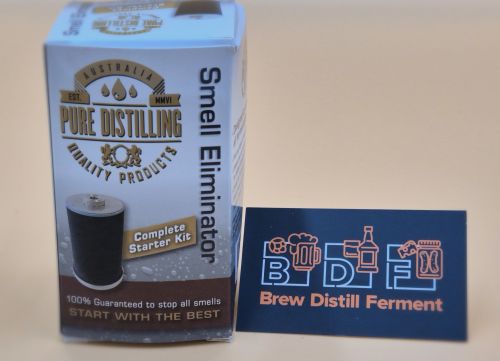 AUSTRALIA
EST. MMVI
PURE DISTILLING
QUALITY PRODUCTS
Smell Eliminator
Complete
Starter Kit
100% Guaranteed to stop all smells
START WITH THE BEST
B D F
Brew Distill Ferment